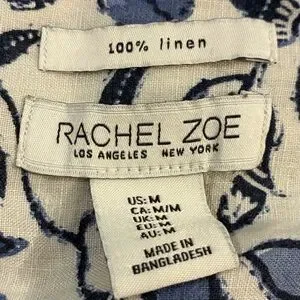 100% linen
RACHEL ZOE
LOS ANGELES NEW YORK
US: M
CA: M/M
UK: M
EU: M
AU: M
MADE IN
BANGLADESH